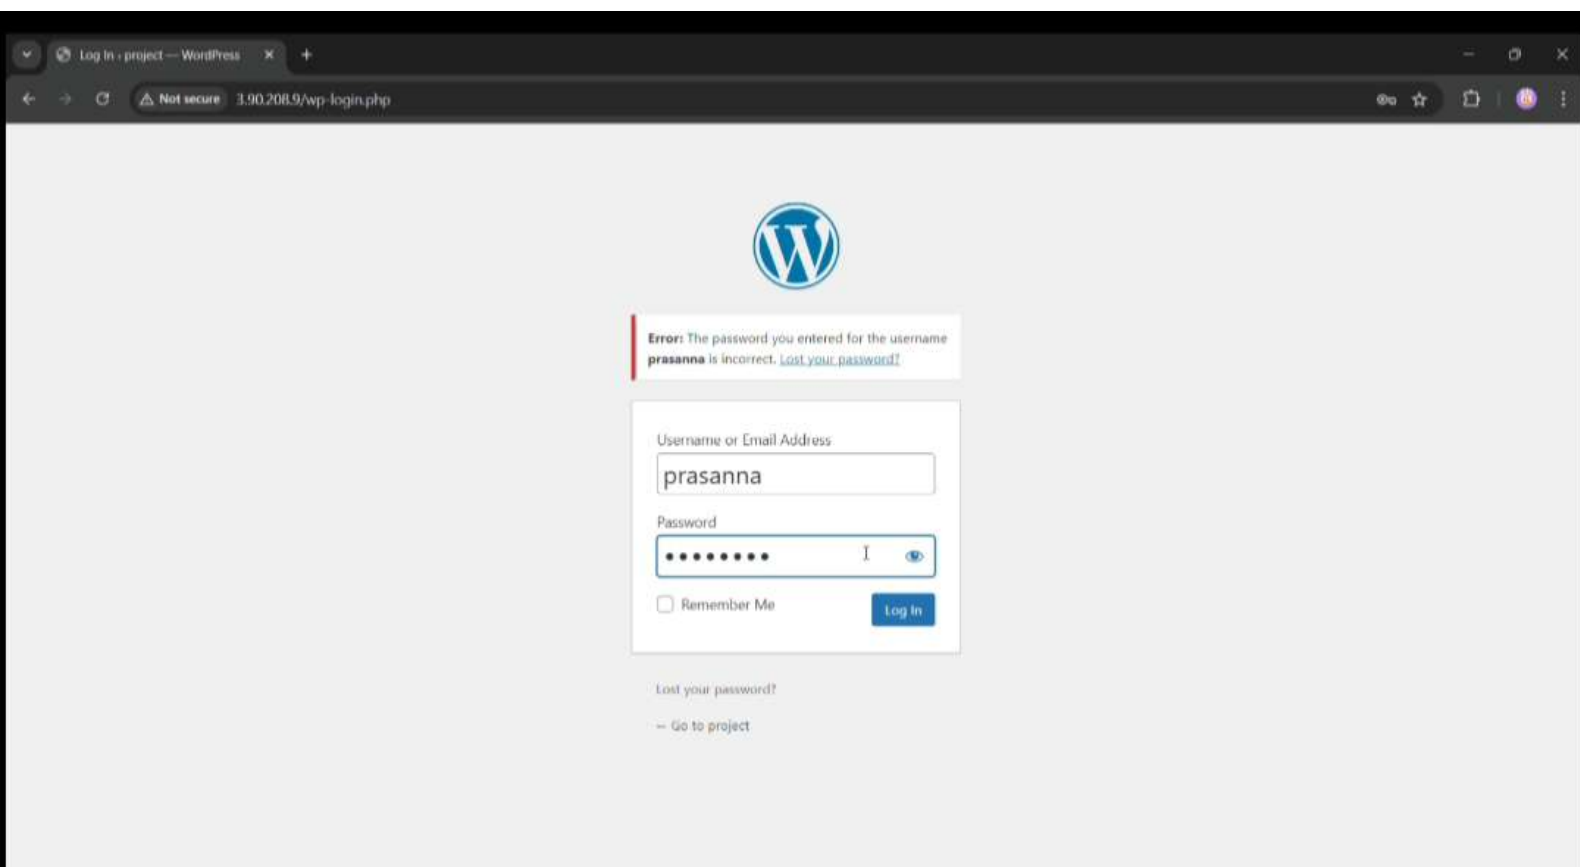 Log In ‹ project — WordPress
Not secure 3.90.208.9/wp-login.php
Error: The password you entered for the username
prasanna is incorrect. Lost your password?
Username or Email Address
prasanna
Password
••••••••
Remember Me
Log In
Lost your password?
← Go to project